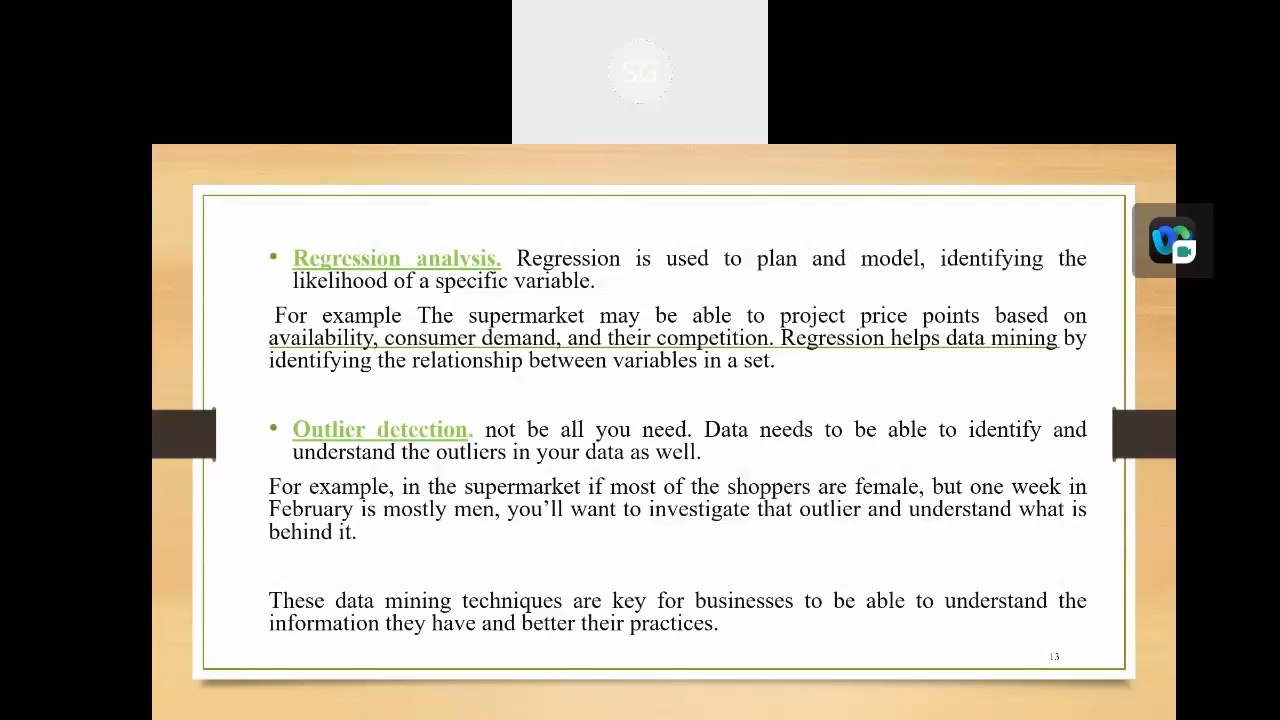 SG
• Regression analysis. Regression is used to plan and model, identifying the
likelihood of a specific variable.
For example The supermarket may be able to project price points based on
availability, consumer demand, and their competition. Regression helps data mining by
identifying the relationship between variables in a set.
• Outlier detection. not be all you need. Data needs to be able to identify and
understand the outliers in your data as well.
For example, in the supermarket if most of the shoppers are female, but one week in
February is mostly men, you’ll want to investigate that outlier and understand what is
behind it.
These data mining techniques are key for businesses to be able to understand the
information they have and better their practices.
13